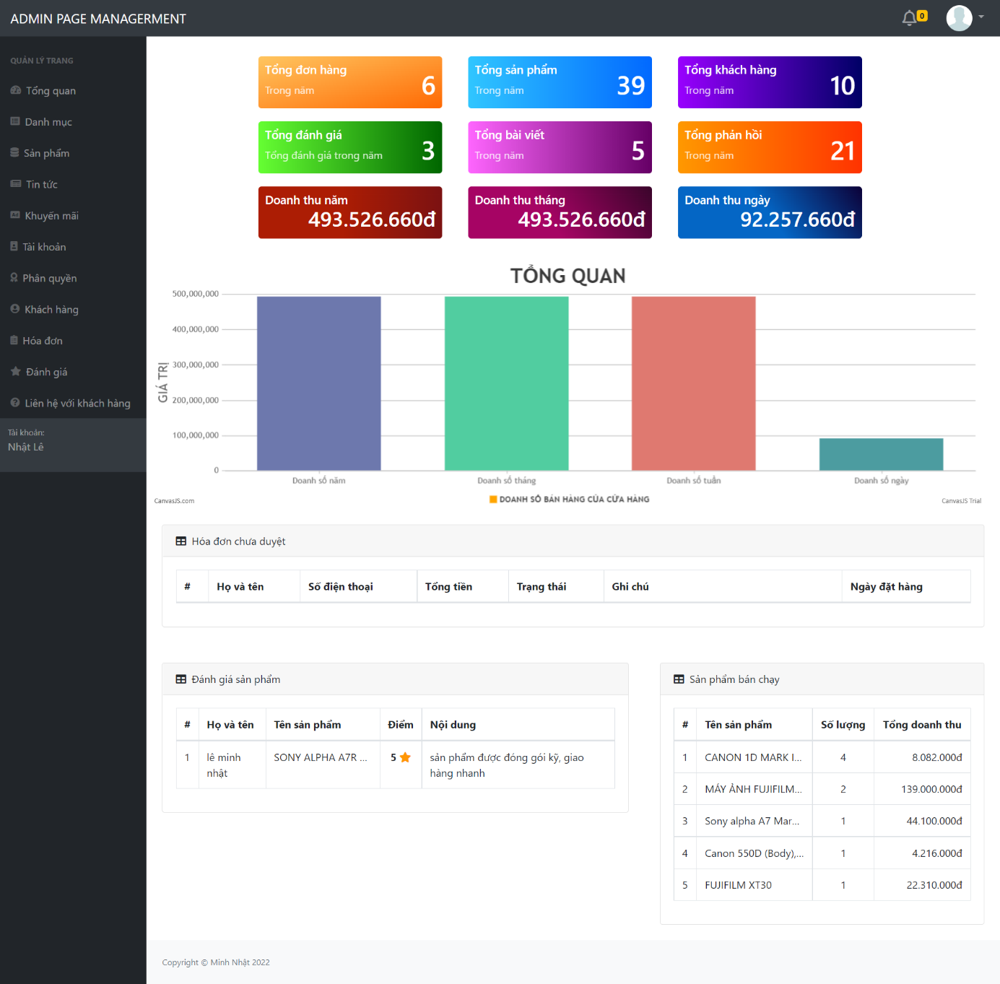 ADMIN PAGE MANAGERMENT
0
QUẢN LÝ TRANG
Tổng quan
Danh mục
Sản phẩm
Tin tức
Khuyến mãi
Tài khoản
Phân quyền
Khách hàng
Hóa đơn
Đánh giá
Liên hệ với khách hàng
Tài khoản:
Nhật Lê
Tổng đơn hàng
Trong năm
6
Tổng sản phẩm
Trong năm
39
Tổng khách hàng
Trong năm
10
Tổng đánh giá
Tổng đánh giá trong năm
3
Tổng bài viết
Trong năm
5
Tổng phản hồi
Trong năm
21
Doanh thu năm
493.526.660đ
Doanh thu tháng
493.526.660đ
Doanh thu ngày
92.257.660đ
TỔNG QUAN
GIÁ TRỊ
500,000,000
400,000,000
300,000,000
200,000,000
100,000,000
0
Doanh số năm Doanh số tháng Doanh số tuần Doanh số ngày
DOANH SỐ BÁN HÀNG CỦA CỬA HÀNG
CanvasJS.com
CanvasJS Trial
Hóa đơn chưa duyệt
# Họ và tên Số điện thoại Tổng tiền Trạng thái Ghi chú Ngày đặt hàng
Đánh giá sản phẩm
# Họ và tên Tên sản phẩm Điểm Nội dung
1 lê minh SONY ALPHA A7R ... 5 sản phẩm được đóng gói kỹ, giao
nhật hàng nhanh
Sản phẩm bán chạy
# Tên sản phẩm Số lượng Tổng doanh thu
1 CANON 1D MARK I... 4 8.082.000đ
2 MÁY ẢNH FUJIFILM... 2 139.000.000đ
3 Sony alpha A7 Mar... 1 44.100.000đ
4 Canon 550D (Body),... 1 4.216.000đ
5 FUJIFILM XT30 1 22.310.000đ
Copyright © Minh Nhật 2022